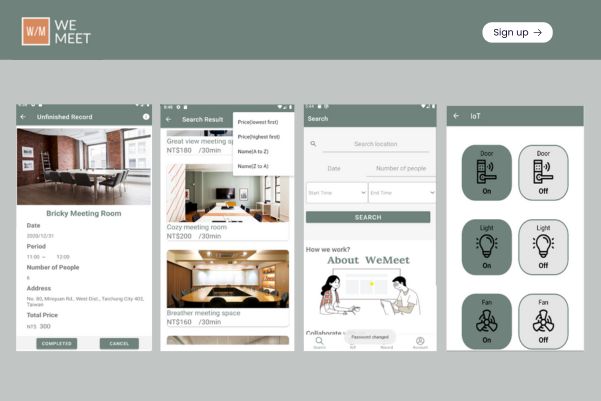 W/M
WE
MEET
Sign up →
Unfinished Record
Bricky Meeting Room
Date
2020/12/31
Period
11:00 ~ 12:00
Number of People
6
Address
No. 80, Minquan Rd., West Dist., Taichung City 403,
Taiwan
Total Price
NT$ 300
COMPLETED
CANCEL
Search Result
Price(lowest first)
Price(highest first)
Name(A to Z)
Name(Z to A)
Great view meeting sp
NT$180 /30min
Cozy meeting room
NT$200 /30min
Breather meeting space
NT$160 /30min
Search
Search location
Date
Number of people
Start Time
End Time
SEARCH
How we work?
About WeMeet
Collaborate
Password changed
Search
IoT
Record
Account
IoT
Door
On
Door
Off
Light
On
Light
Off
Fan
On
Fan
Off